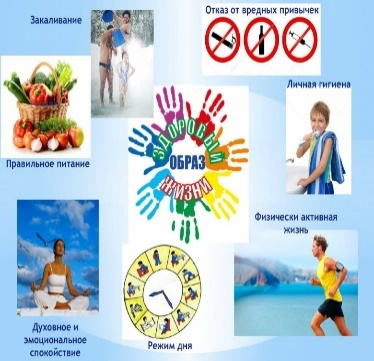 Закаливание
Отказ от вредных привычек
Личная гигиена
Правильное питание
ЗДОРОВЫЙ
ОБРАЗ
ЖИЗНИ
Физически активная
жизнь
Духовное и
эмоциональное
спокойствие
Режим дня